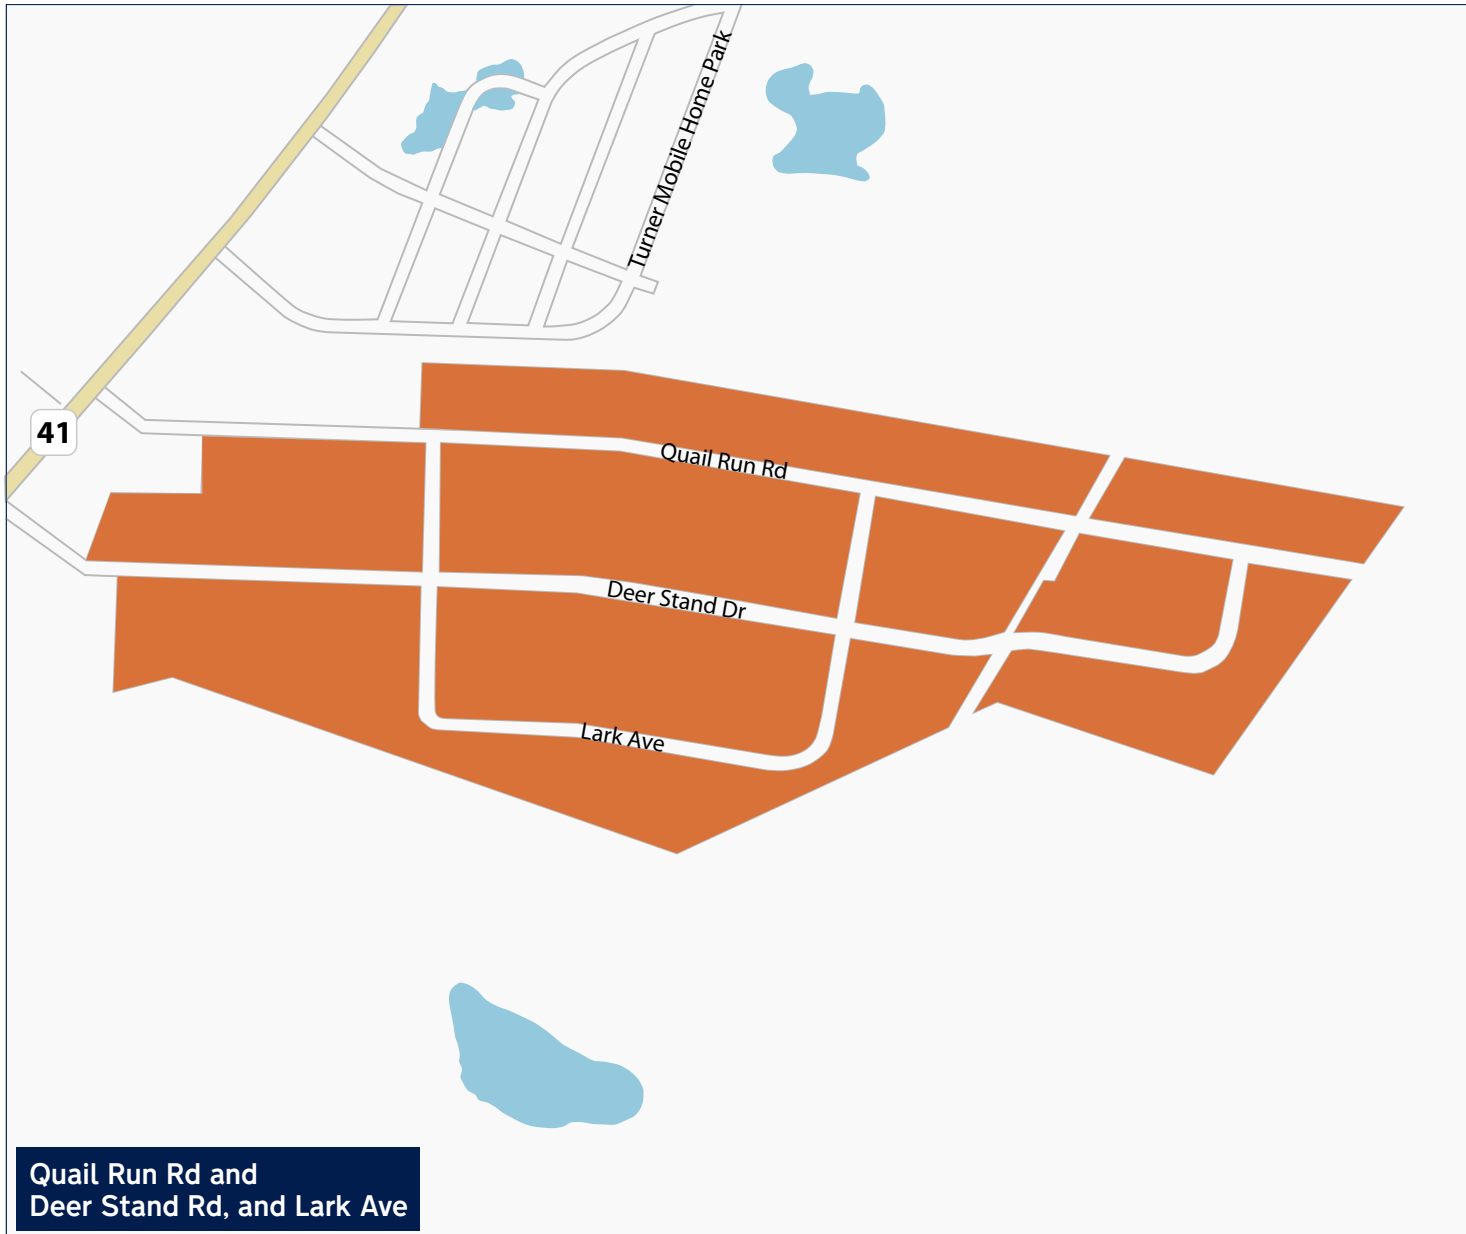 Turner Mobile Home Park
41
Quail Run Rd
Deer Stand Dr
Lark Ave
Quail Run Rd and
Deer Stand Rd, and Lark Ave